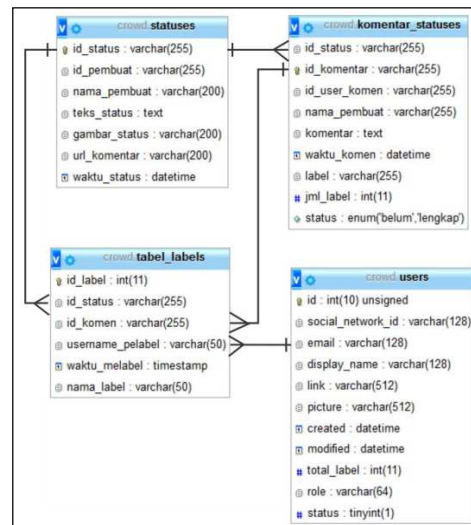 crowd.statuses
id_status : varchar(255)
id_pembuat : varchar(255)
nama_pembuat : varchar(200)
teks_status : text
gambar_status : varchar(200)
url_komentar : varchar(200)
waktu_status : datetime
crowd.komentar_statuses
id_status : varchar(255)
id_komentar : varchar(255)
id_user_komen : varchar(255)
nama_pembuat : varchar(255)
komentar : text
waktu_komen : datetime
label : varchar(255)
jml_label : int(11)
status : enum('belum','lengkap')
crowd.tabel_labels
id_label : int(11)
id_status : varchar(255)
id_komen : varchar(255)
username_pelabel : varchar(50)
waktu_melabel : timestamp
nama_label : varchar(50)
crowd.users
id : int(10) unsigned
social_network_id : varchar(128)
email : varchar(128)
display_name : varchar(128)
link : varchar(512)
picture : varchar(512)
created : datetime
modified : datetime
total_label : int(11)
role : varchar(64)
status : tinyint(1)